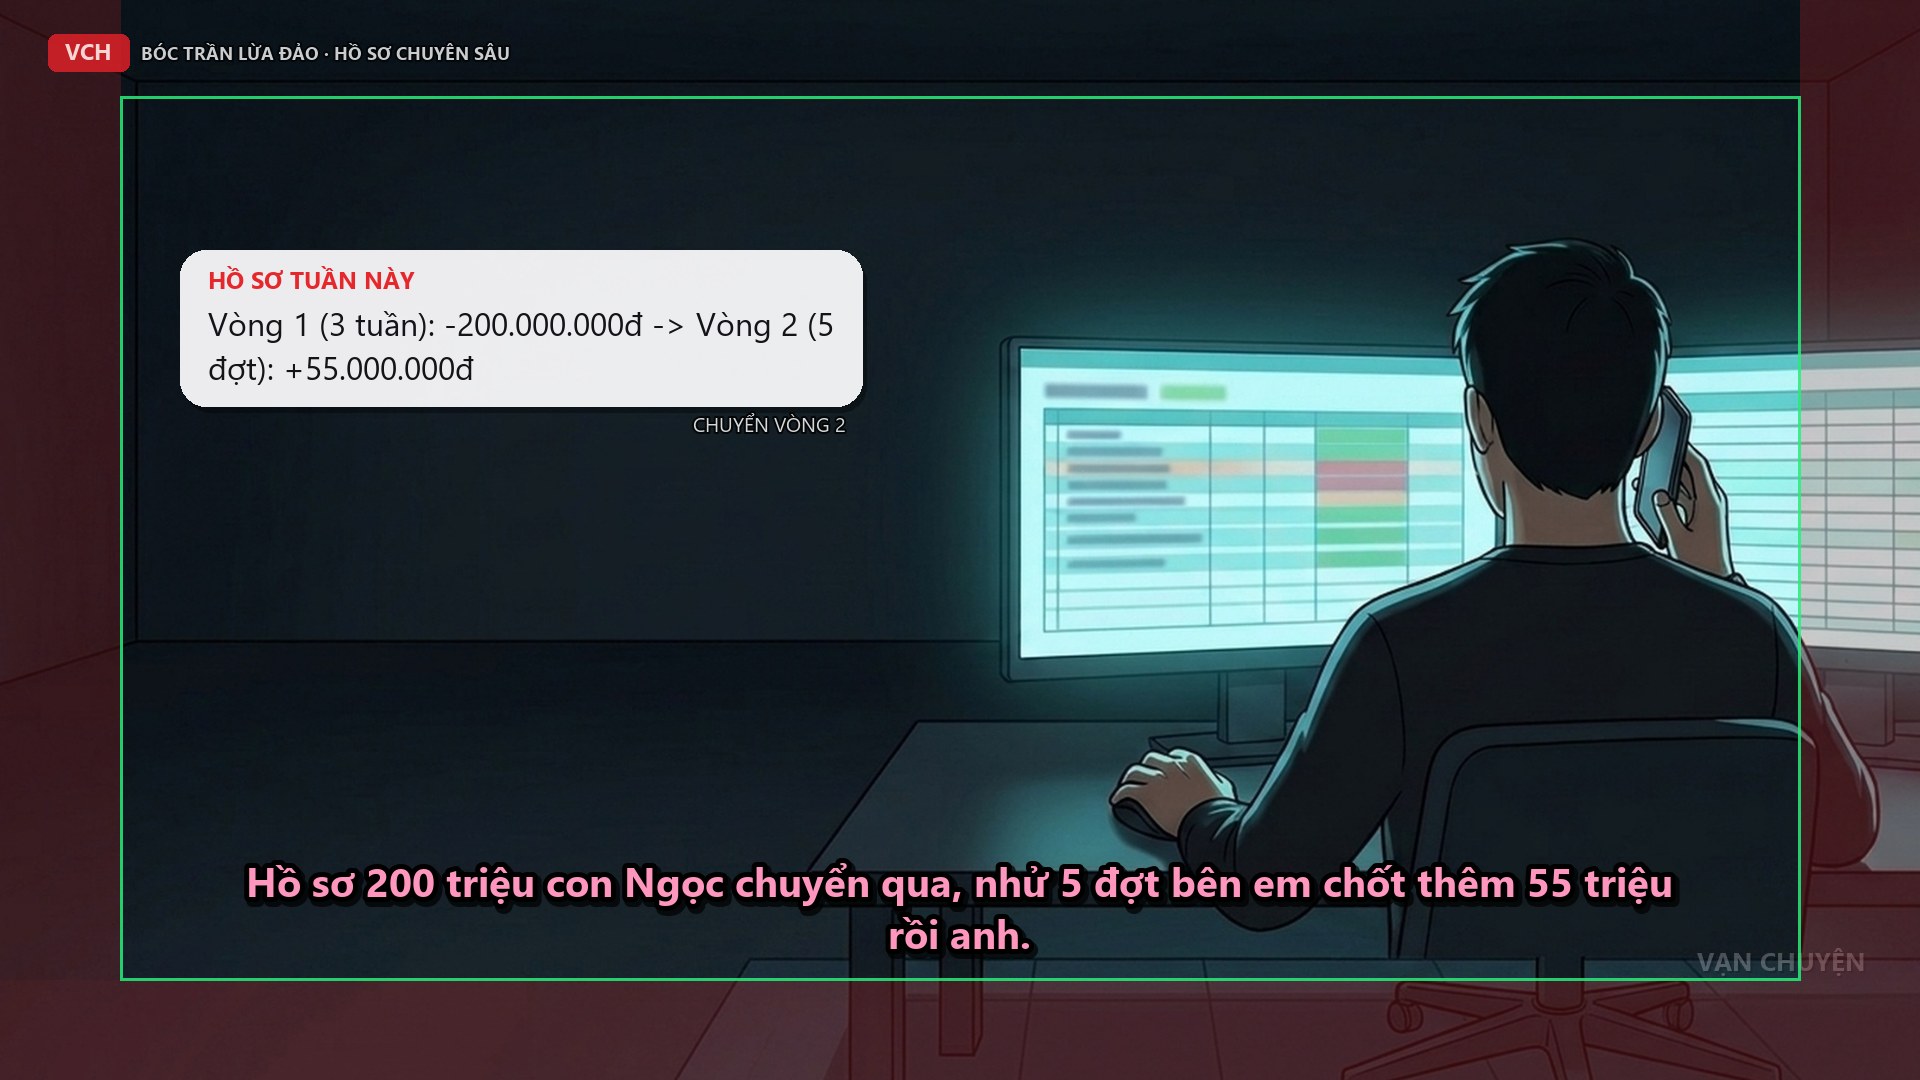 VCH BÓC TRẦN LỪA ĐẢO · HỒ SƠ CHUYÊN SÂU
HỒ SƠ TUẦN NÀY
Vòng 1 (3 tuần): -200.000.000đ -> Vòng 2 (5
đợt): +55.000.000đ
CHUYỂN VÒNG 2
Hồ sơ 200 triệu con Ngọc chuyển qua, nhử 5 đợt bên em chốt thêm 55 triệu
rồi anh.
VẠN CHUYỆN